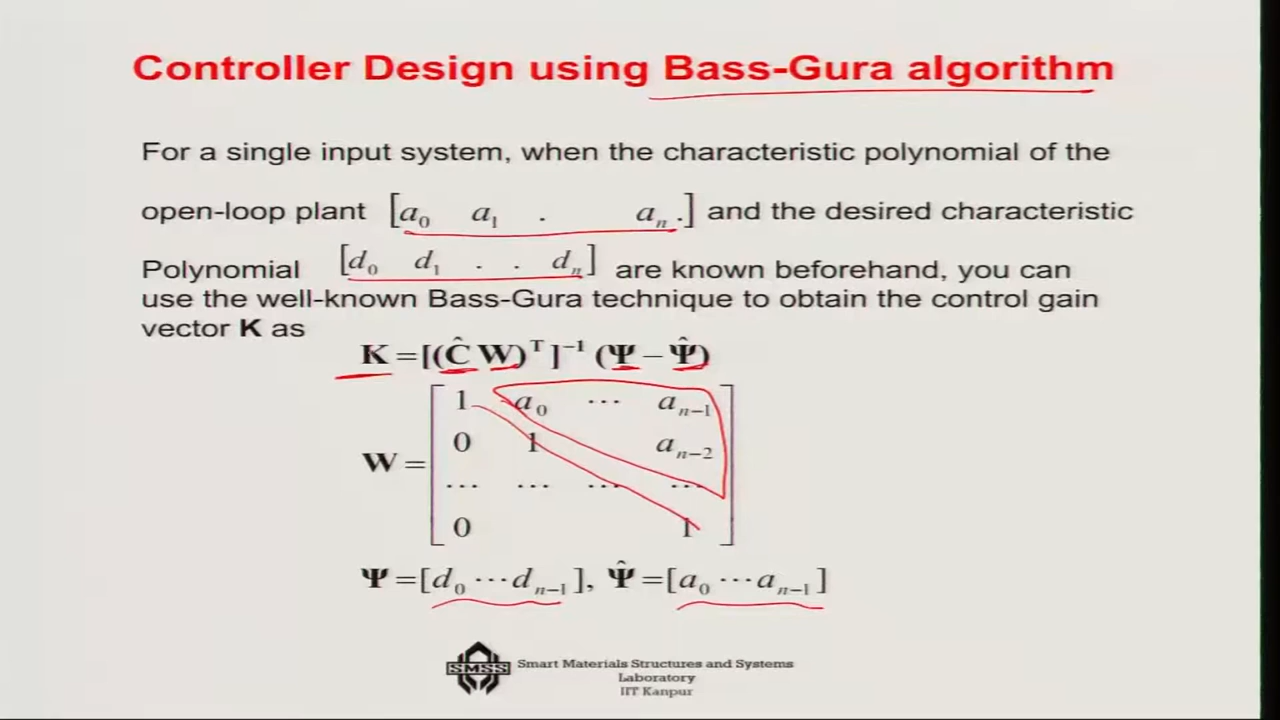 Controller Design using Bass-Gura algorithm
For a single input system, when the characteristic polynomial of the
open-loop plant [a₀ a₁ . aₙ .] and the desired characteristic
Polynomial [d₀ d₁ . . dₙ] are known beforehand, you can
use the well-known Bass-Gura technique to obtain the control gain
vector K as
K = [(Ĉ W)ᵀ]⁻¹ (Ψ − Ψ̂)
W = [1 a₀ ⋯ aₙ₋₁
0 1 aₙ₋₂
⋯ ⋯ ⋯ ⋯
0 1]
Ψ = [d₀ ⋯ dₙ₋₁], Ψ̂ = [a₀ ⋯ aₙ₋₁]
SMSS
Smart Materials Structures and Systems
Laboratory
IIT Kanpur